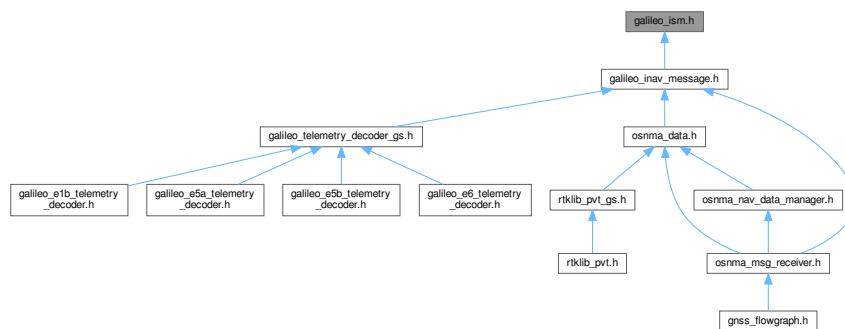 galileo_ism.h
galileo_inav_message.h
galileo_telemetry_decoder_gs.h
osnma_data.h
galileo_e1b_telemetry
_decoder.h
galileo_e5a_telemetry
_decoder.h
galileo_e5b_telemetry
_decoder.h
galileo_e6_telemetry
_decoder.h
rtklib_pvt_gs.h
osnma_nav_data_manager.h
rtklib_pvt.h
osnma_msg_receiver.h
gnss_flowgraph.h